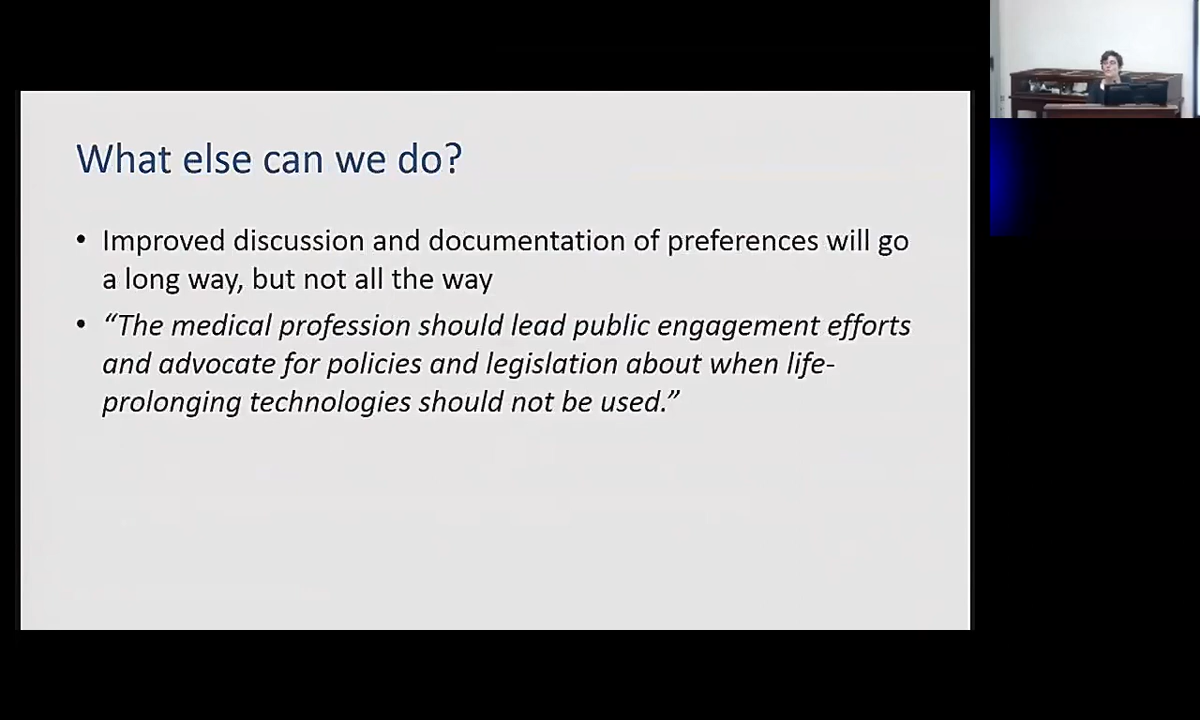 What else can we do?
• Improved discussion and documentation of preferences will go
a long way, but not all the way
• “The medical profession should lead public engagement efforts
and advocate for policies and legislation about when life-
prolonging technologies should not be used.”